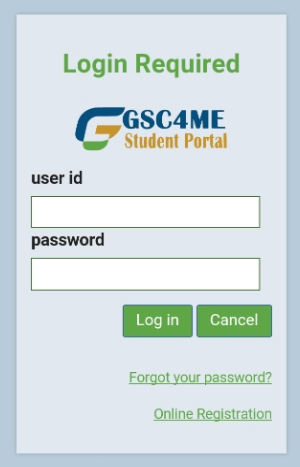 Login Required
GSC4ME
Student Portal
user id
password
Log in Cancel
Forgot your password?
Online Registration